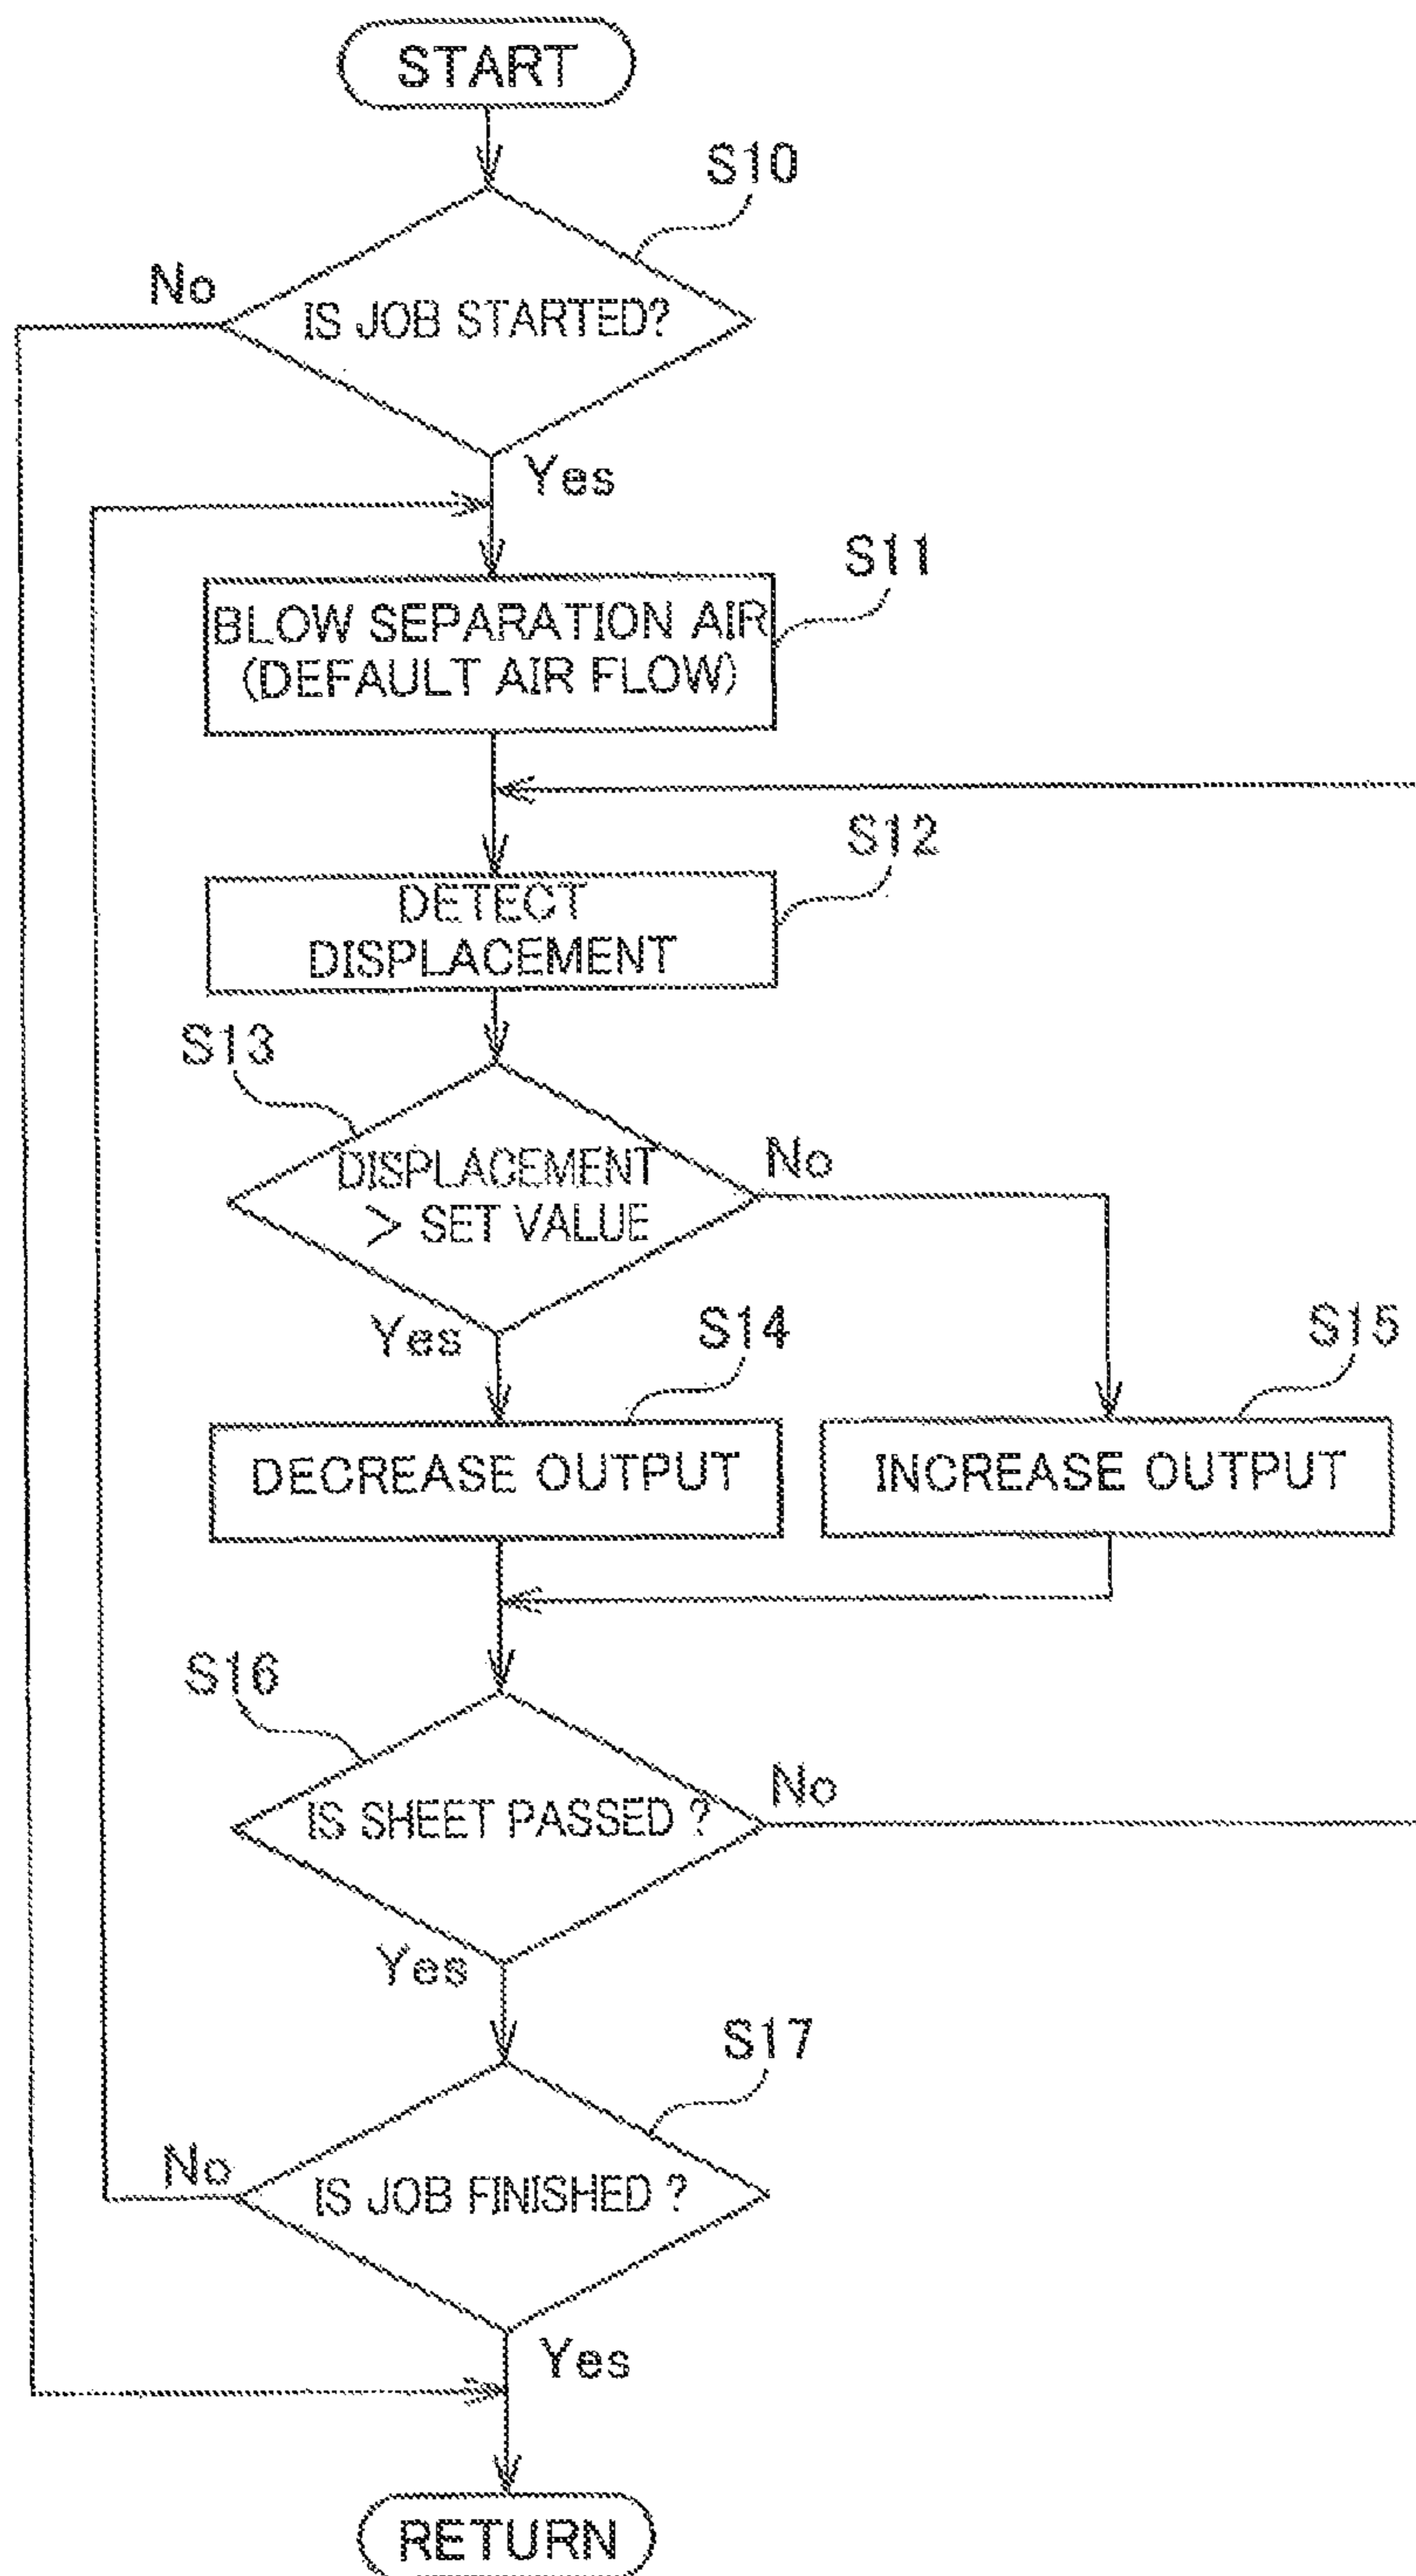 START
S10
No
IS JOB STARTED?
Yes
S11
BLOW SEPARATION AIR
(DEFAULT AIR FLOW)
S12
DETECT
DISPLACEMENT
S13
DISPLACEMENT
> SET VALUE
No
Yes
S14
S15
DECREASE OUTPUT
INCREASE OUTPUT
S16
IS SHEET PASSED ?
No
Yes
S17
No
IS JOB FINISHED ?
Yes
RETURN